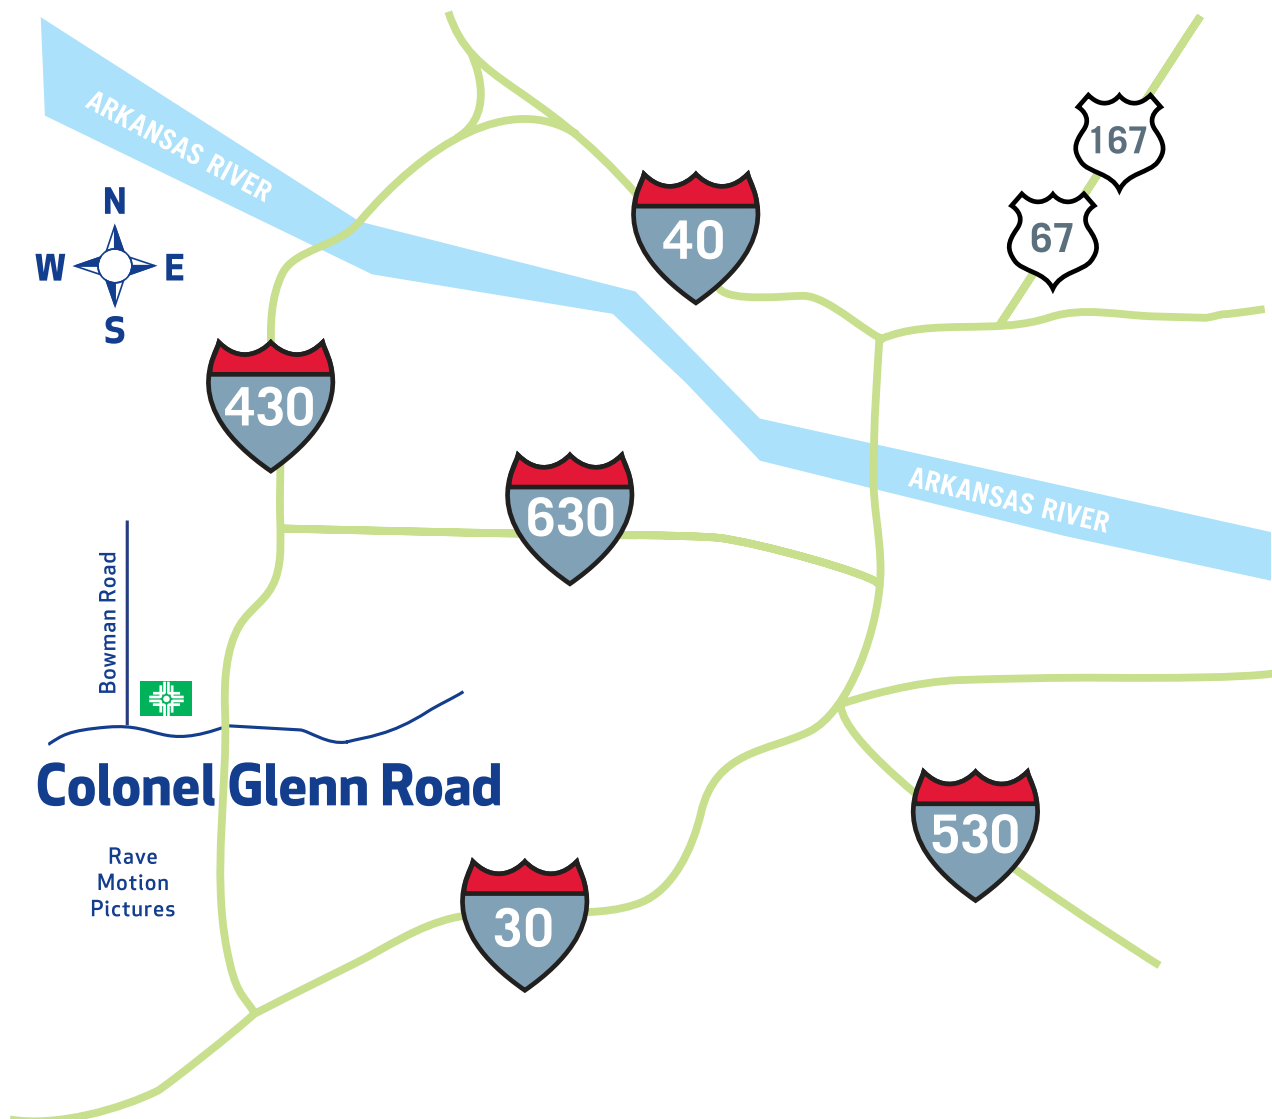 ARKANSAS RIVER
167
N
40
67
W
E
S
430
630
ARKANSAS RIVER
Bowman Road
Colonel Glenn Road
530
Rave
Motion
Pictures
30